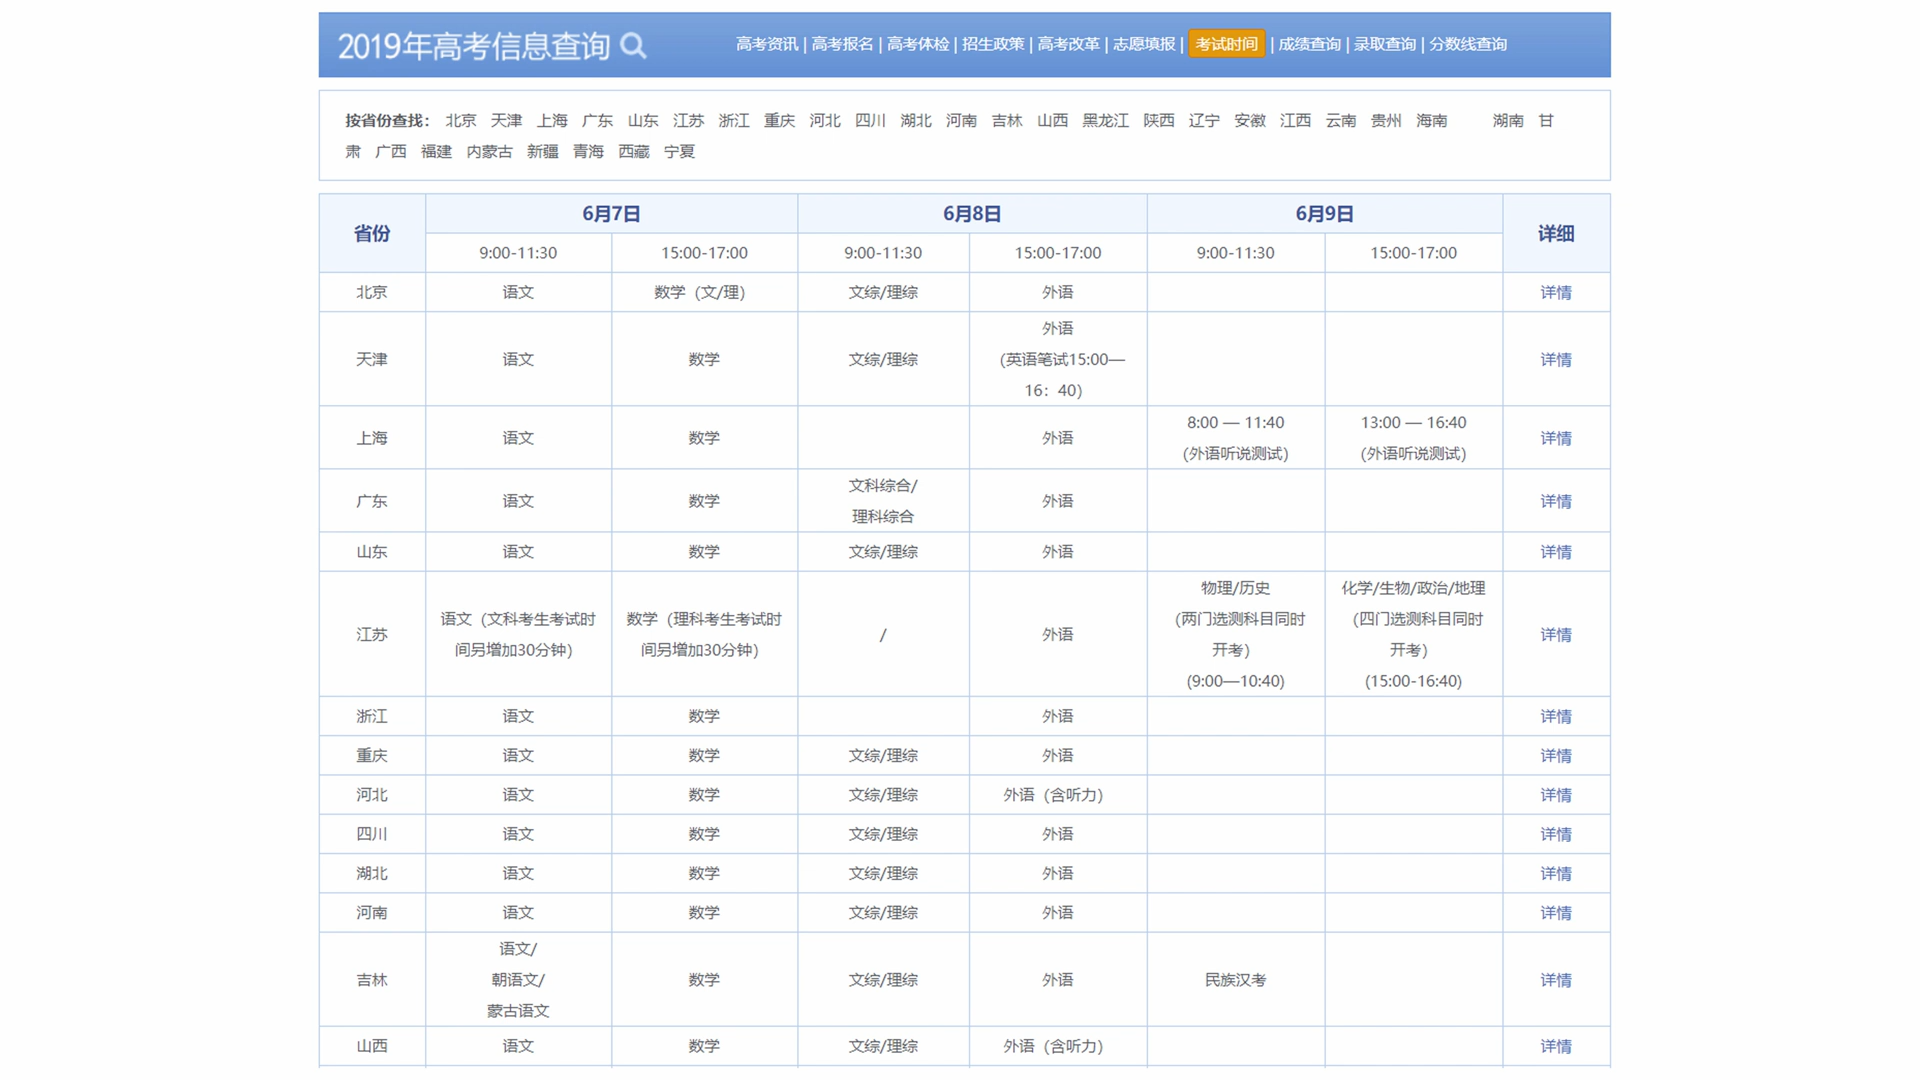 2019年高考信息查询
高考资讯 | 高考报名 | 高考体检 | 招生政策 | 高考改革 | 志愿填报 | 考试时间 | 成绩查询 | 录取查询 | 分数线查询
按省份查找： 北京 天津 上海 广东 山东 江苏 浙江 重庆 河北 四川 湖北 河南 吉林 山西 黑龙江 陕西 辽宁 安徽 江西 云南 贵州 海南 湖南 甘
肃 广西 福建 内蒙古 新疆 青海 西藏 宁夏
省份 6月7日 6月8日 6月9日 详细
9:00-11:30 15:00-17:00 9:00-11:30 15:00-17:00 9:00-11:30 15:00-17:00
北京 语文 数学（文/理） 文综/理综 外语 详情
外语
天津 语文 数学 文综/理综 (英语笔试15:00— 详情
16：40)
8:00 — 11:40 13:00 — 16:40
上海 语文 数学 外语 详情
(外语听说测试) (外语听说测试)
文科综合/
广东 语文 数学 外语 详情
理科综合
山东 语文 数学 文综/理综 外语 详情
物理/历史 化学/生物/政治/地理
语文（文科考生考试时 数学（理科考生考试时 (两门选测科目同时 (四门选测科目同时
江苏 / 外语 详情
间另增加30分钟) 间另增加30分钟) 开考) 开考)
(9:00—10:40) (15:00-16:40)
浙江 语文 数学 外语 详情
重庆 语文 数学 文综/理综 外语 详情
河北 语文 数学 文综/理综 外语（含听力） 详情
四川 语文 数学 文综/理综 外语 详情
湖北 语文 数学 文综/理综 外语 详情
河南 语文 数学 文综/理综 外语 详情
语文/
吉林 朝语文/ 数学 文综/理综 外语 民族汉考 详情
蒙古语文
山西 语文 数学 文综/理综 外语（含听力） 详情